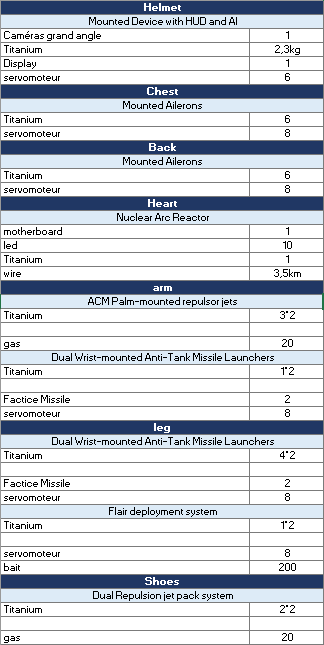 Helmet
Mounted Device with HUD and AI
Caméras grand angle 1
Titanium 2,3kg
Display 1
servomoteur 6
Chest
Mounted Ailerons
Titanium 6
servomoteur 8
Back
Mounted Ailerons
Titanium 6
servomoteur 8
Heart
Nuclear Arc Reactor
motherboard 1
led 10
Titanium 1
wire 3,5km
arm
ACM Palm-mounted repulsor jets
Titanium 3*2
gas 20
Dual Wrist-mounted Anti-Tank Missile Launchers
Titanium 1*2
Factice Missile 2
servomoteur 8
leg
Dual Wrist-mounted Anti-Tank Missile Launchers
Titanium 4*2
Factice Missile 2
servomoteur 8
Flair deployment system
Titanium 1*2
servomoteur 8
bait 200
Shoes
Dual Repulsion jet pack system
Titanium 2*2
gas 20